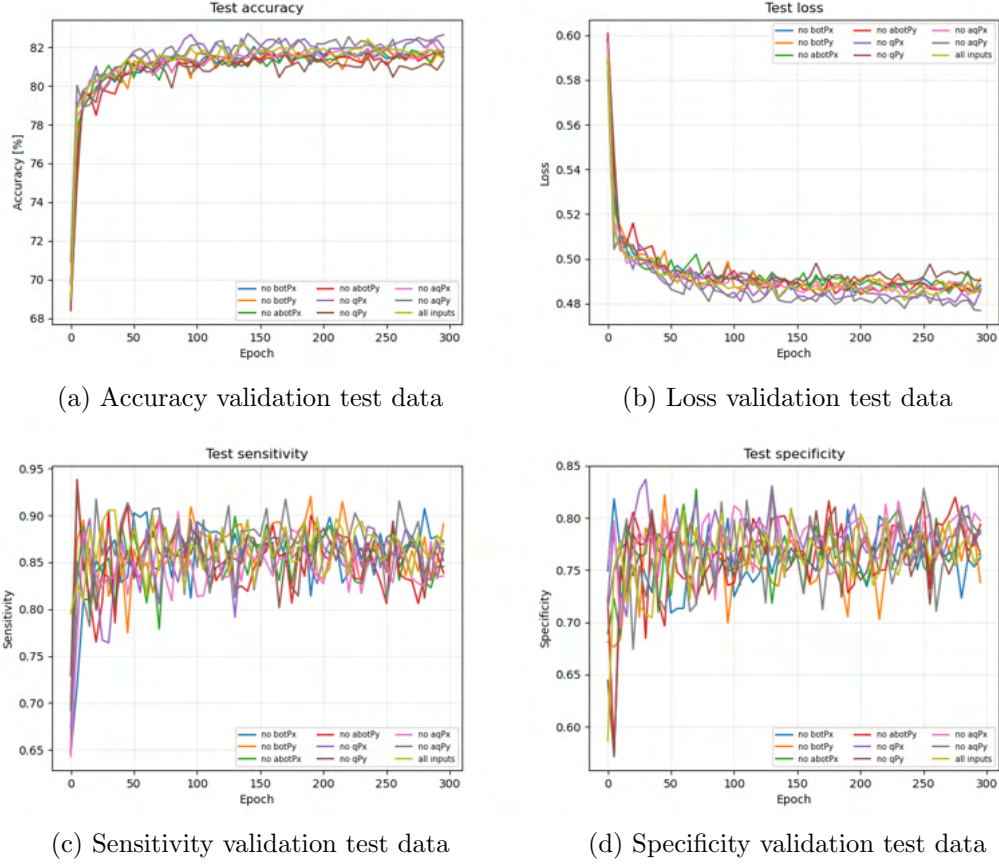 Test accuracy
Accuracy [%]
82
80
78
76
74
72
70
68
0 50 100 150 200 250 300
Epoch
no botPx no abotPy no aqPx
no botPy no qPx no aqPy
no abotPx no qPy all inputs
(a) Accuracy validation test data
Test loss
Loss
0.60
0.58
0.56
0.54
0.52
0.50
0.48
0 50 100 150 200 250 300
Epoch
no botPx no abotPy no aqPx
no botPy no qPx no aqPy
no abotPx no qPy all inputs
(b) Loss validation test data
Test sensitivity
Sensitivity
0.95
0.90
0.85
0.80
0.75
0.70
0.65
0 50 100 150 200 250 300
Epoch
no botPx no abotPy no aqPx
no botPy no qPx no aqPy
no abotPx no qPy all inputs
(c) Sensitivity validation test data
Test specificity
Specificity
0.85
0.80
0.75
0.70
0.65
0.60
0 50 100 150 200 250 300
Epoch
no botPx no abotPy no aqPx
no botPy no qPx no aqPy
no abotPx no qPy all inputs
(d) Specificity validation test data